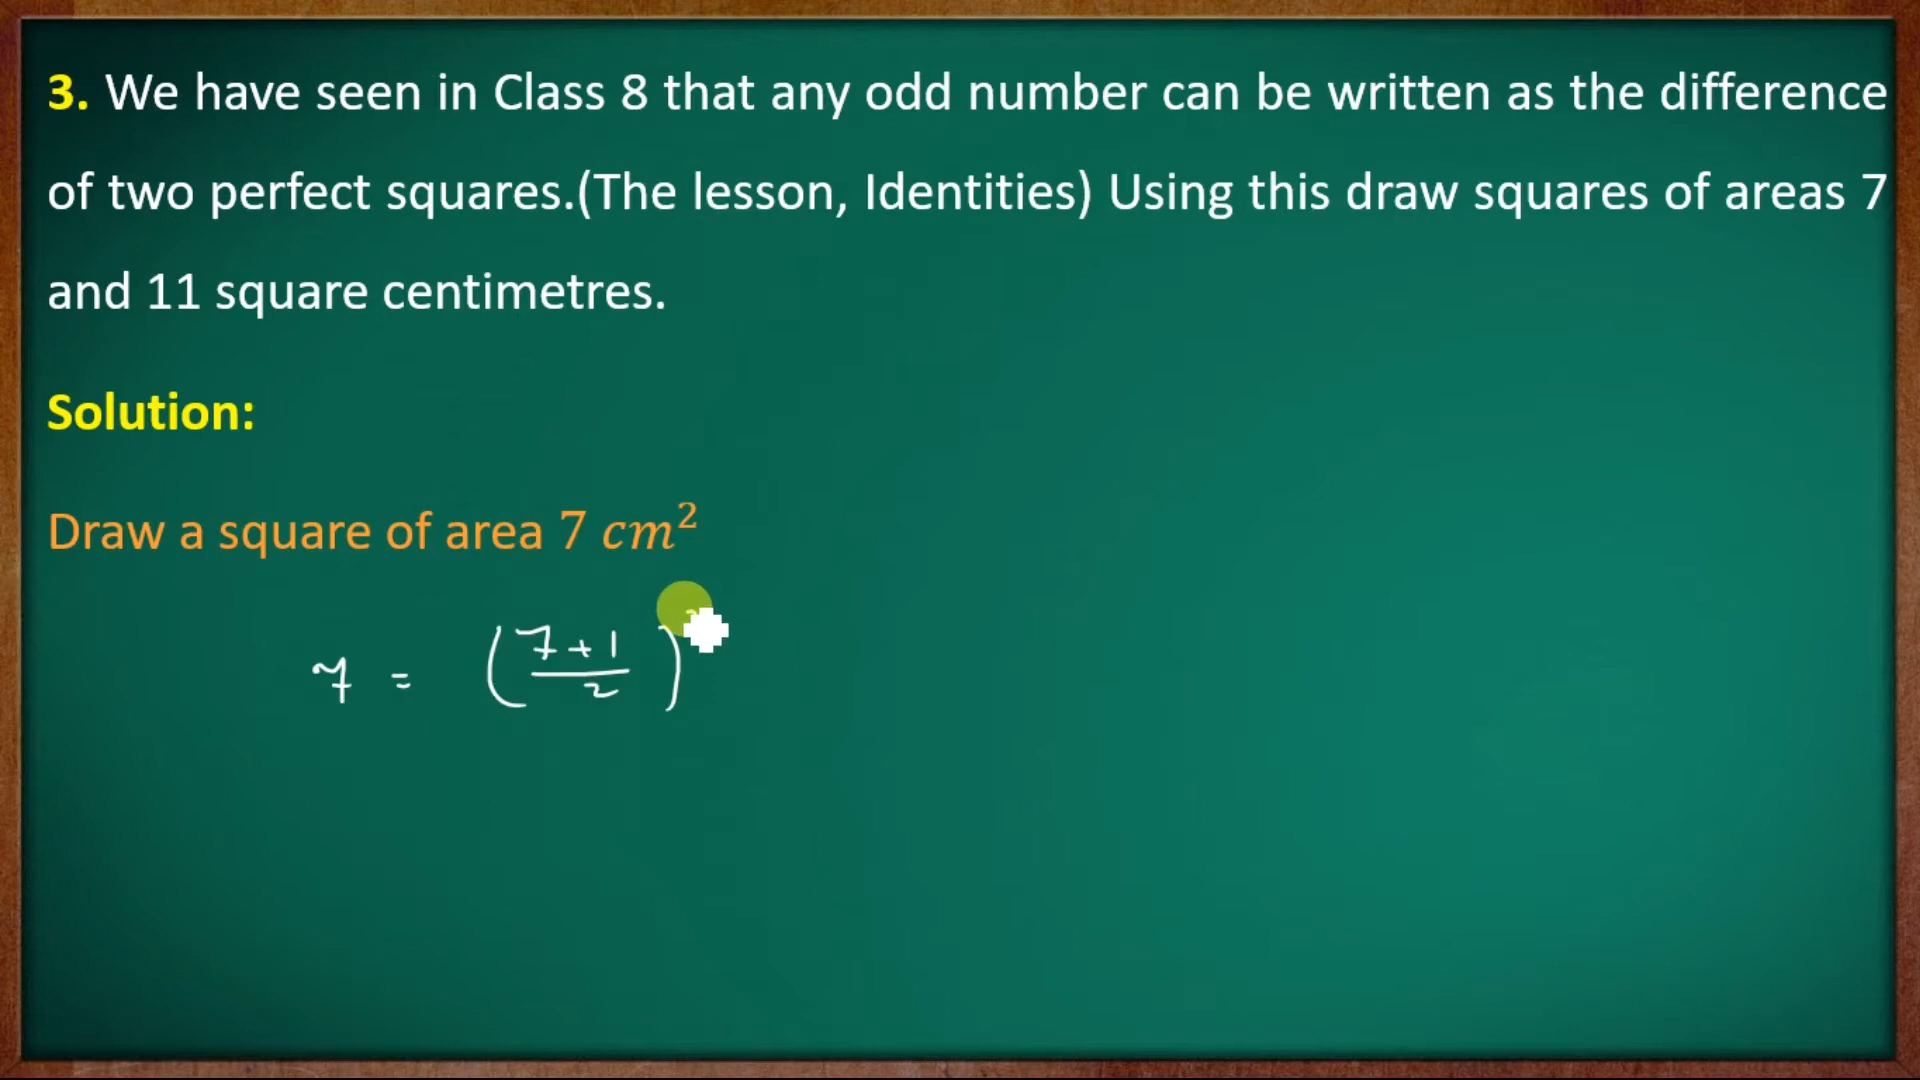 3. We have seen in Class 8 that any odd number can be written as the difference
of two perfect squares.(The lesson, Identities) Using this draw squares of areas 7
and 11 square centimetres.
Solution:
Draw a square of area 7 cm²
7 = ( 7 + 1 / 2 )